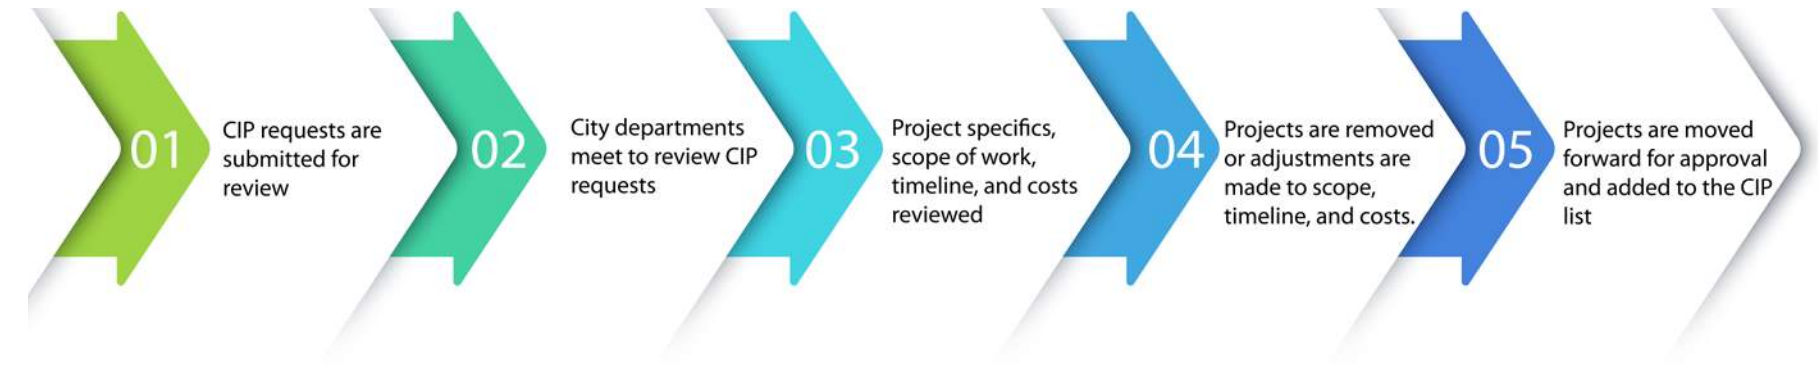 01
CIP requests are
submitted for
review
02
City departments
meet to review CIP
requests
03
Project specifics,
scope of work,
timeline, and costs
reviewed
04
Projects are removed
or adjustments are
made to scope,
timeline, and costs.
05
Projects are moved
forward for approval
and added to the CIP
list